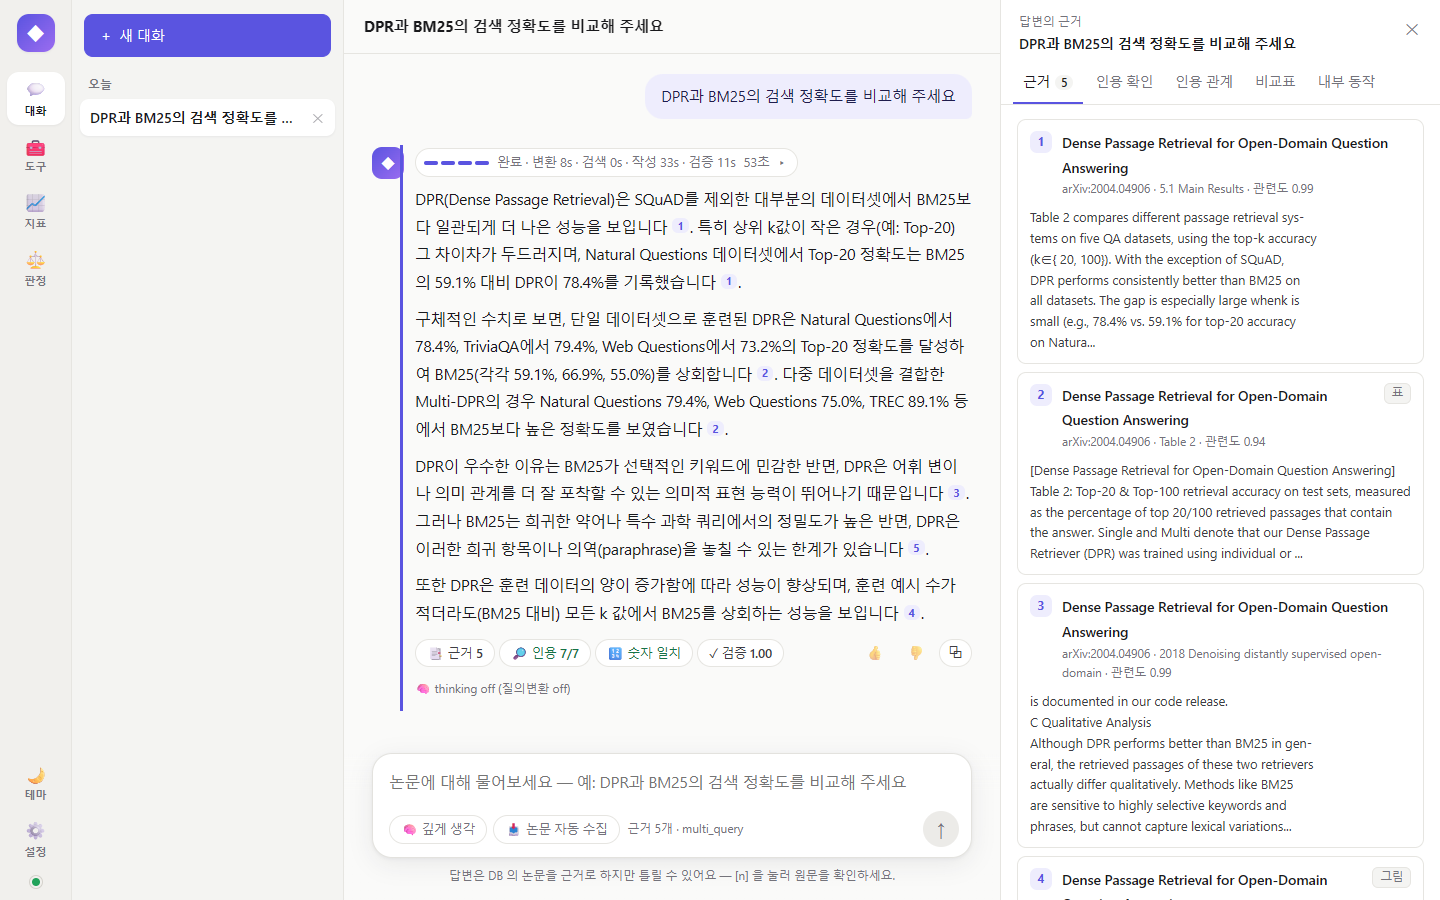 대화
도구
지표
판정
테마
설정
+ 새 대화
오늘
DPR과 BM25의 검색 정확도를 ...
DPR과 BM25의 검색 정확도를 비교해 주세요
DPR과 BM25의 검색 정확도를 비교해 주세요
완료 · 변환 8s · 검색 0s · 작성 33s · 검증 11s 53초
DPR(Dense Passage Retrieval)은 SQuAD를 제외한 대부분의 데이터셋에서 BM25보
다 일관되게 더 나은 성능을 보입니다 1 . 특히 상위 k값이 작은 경우(예: Top-20)
그 차이차가 두드러지며, Natural Questions 데이터셋에서 Top-20 정확도는 BM25
의 59.1% 대비 DPR이 78.4%를 기록했습니다 1 .
구체적인 수치로 보면, 단일 데이터셋으로 훈련된 DPR은 Natural Questions에서
78.4%, TriviaQA에서 79.4%, Web Questions에서 73.2%의 Top-20 정확도를 달성하
여 BM25(각각 59.1%, 66.9%, 55.0%)를 상회합니다 2 . 다중 데이터셋을 결합한
Multi-DPR의 경우 Natural Questions 79.4%, Web Questions 75.0%, TREC 89.1% 등
에서 BM25보다 높은 정확도를 보였습니다 2 .
DPR이 우수한 이유는 BM25가 선택적인 키워드에 민감한 반면, DPR은 어휘 변이
나 의미 관계를 더 잘 포착할 수 있는 의미적 표현 능력이 뛰어나기 때문입니다 3 .
그러나 BM25는 희귀한 약어나 특수 과학 쿼리에서의 정밀도가 높은 반면, DPR은
이러한 희귀 항목이나 의역(paraphrase)을 놓칠 수 있는 한계가 있습니다 5 .
또한 DPR은 훈련 데이터의 양이 증가함에 따라 성능이 향상되며, 훈련 예시 수가
적더라도(BM25 대비) 모든 k 값에서 BM25를 상회하는 성능을 보입니다 4 .
근거 5 인용 7/7 숫자 일치 ✓ 검증 1.00
thinking off (질의변환 off)
논문에 대해 물어보세요 — 예: DPR과 BM25의 검색 정확도를 비교해 주세요
깊게 생각 논문 자동 수집 근거 5개 · multi_query
답변은 DB 의 논문을 근거로 하지만 틀릴 수 있어요 — [n] 을 눌러 원문을 확인하세요.
답변의 근거
DPR과 BM25의 검색 정확도를 비교해 주세요
근거 5 인용 확인 인용 관계 비교표 내부 동작
1 Dense Passage Retrieval for Open-Domain Question
Answering
arXiv:2004.04906 · 5.1 Main Results · 관련도 0.99
Table 2 compares different passage retrieval sys-
tems on five QA datasets, using the top-k accuracy
(k∈{ 20, 100}). With the exception of SQuAD,
DPR performs consistently better than BM25 on
all datasets. The gap is especially large whenk is
small (e.g., 78.4% vs. 59.1% for top-20 accuracy
on Natura...
2 Dense Passage Retrieval for Open-Domain 표
Question Answering
arXiv:2004.04906 · Table 2 · 관련도 0.94
[Dense Passage Retrieval for Open-Domain Question Answering]
Table 2: Top-20 & Top-100 retrieval accuracy on test sets, measured
as the percentage of top 20/100 retrieved passages that contain
the answer. Single and Multi denote that our Dense Passage
Retriever (DPR) was trained using individual or ...
3 Dense Passage Retrieval for Open-Domain Question
Answering
arXiv:2004.04906 · 2018 Denoising distantly supervised open-
domain · 관련도 0.99
is documented in our code release.
C Qualitative Analysis
Although DPR performs better than BM25 in gen-
eral, the retrieved passages of these two retrievers
actually differ qualitatively. Methods like BM25
are sensitive to highly selective keywords and
phrases, but cannot capture lexical variations...
4 Dense Passage Retrieval for Open-Domain 그림